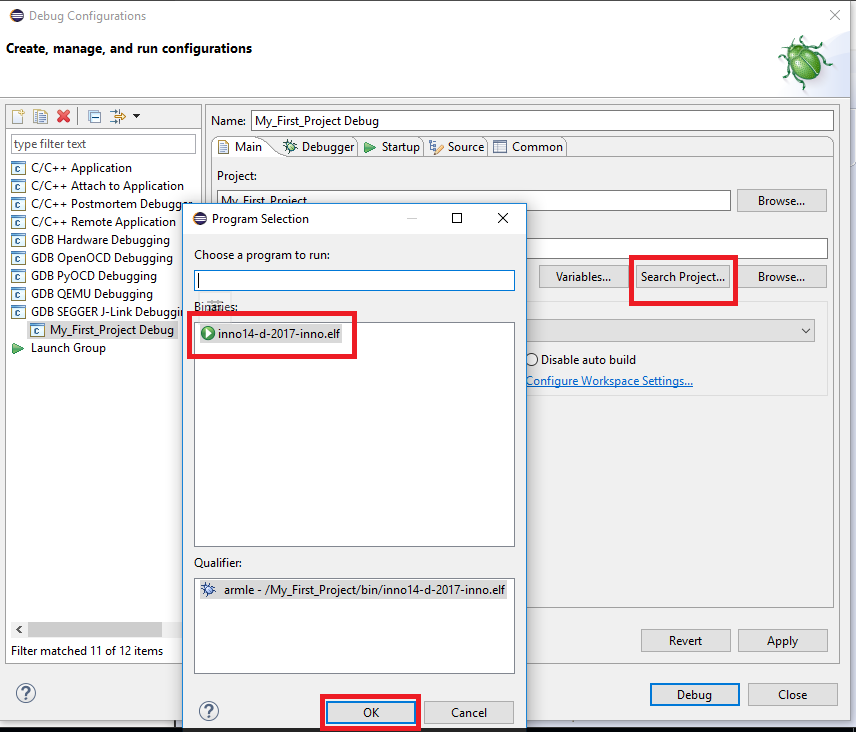 Debug Configurations
Create, manage, and run configurations
type filter text
C/C++ Application
C/C++ Attach to Application
C/C++ Postmortem Debugger
C/C++ Remote Application
GDB Hardware Debugging
GDB OpenOCD Debugging
GDB PyOCD Debugging
GDB QEMU Debugging
GDB SEGGER J-Link Debuggi
My_First_Project Debug
Launch Group
Filter matched 11 of 12 items
Name: My_First_Project Debug
Main Debugger Startup Source Common
Project:
My_First_Project
Browse...
Variables... Search Project... Browse...
Disable auto build
Configure Workspace Settings...
Revert Apply
Debug Close
Program Selection
Choose a program to run:
Binaries:
inno14-d-2017-inno.elf
Qualifier:
armle - /My_First_Project/bin/inno14-d-2017-inno.elf
OK Cancel